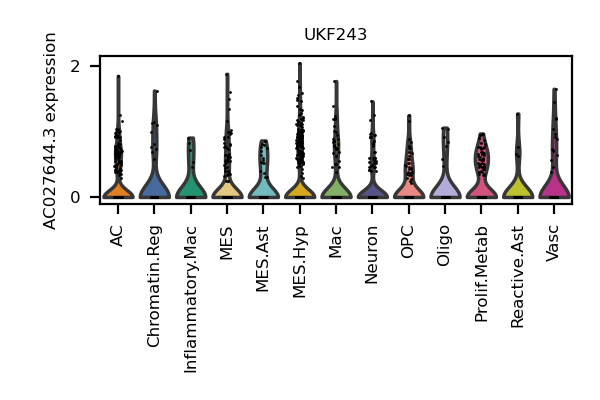 UKF243
AC027644.3 expression
2
0
AC
Chromatin.Reg
Inflammatory.Mac
MES
MES.Ast
MES.Hyp
Mac
Neuron
OPC
Oligo
Prolif.Metab
Reactive.Ast
Vasc